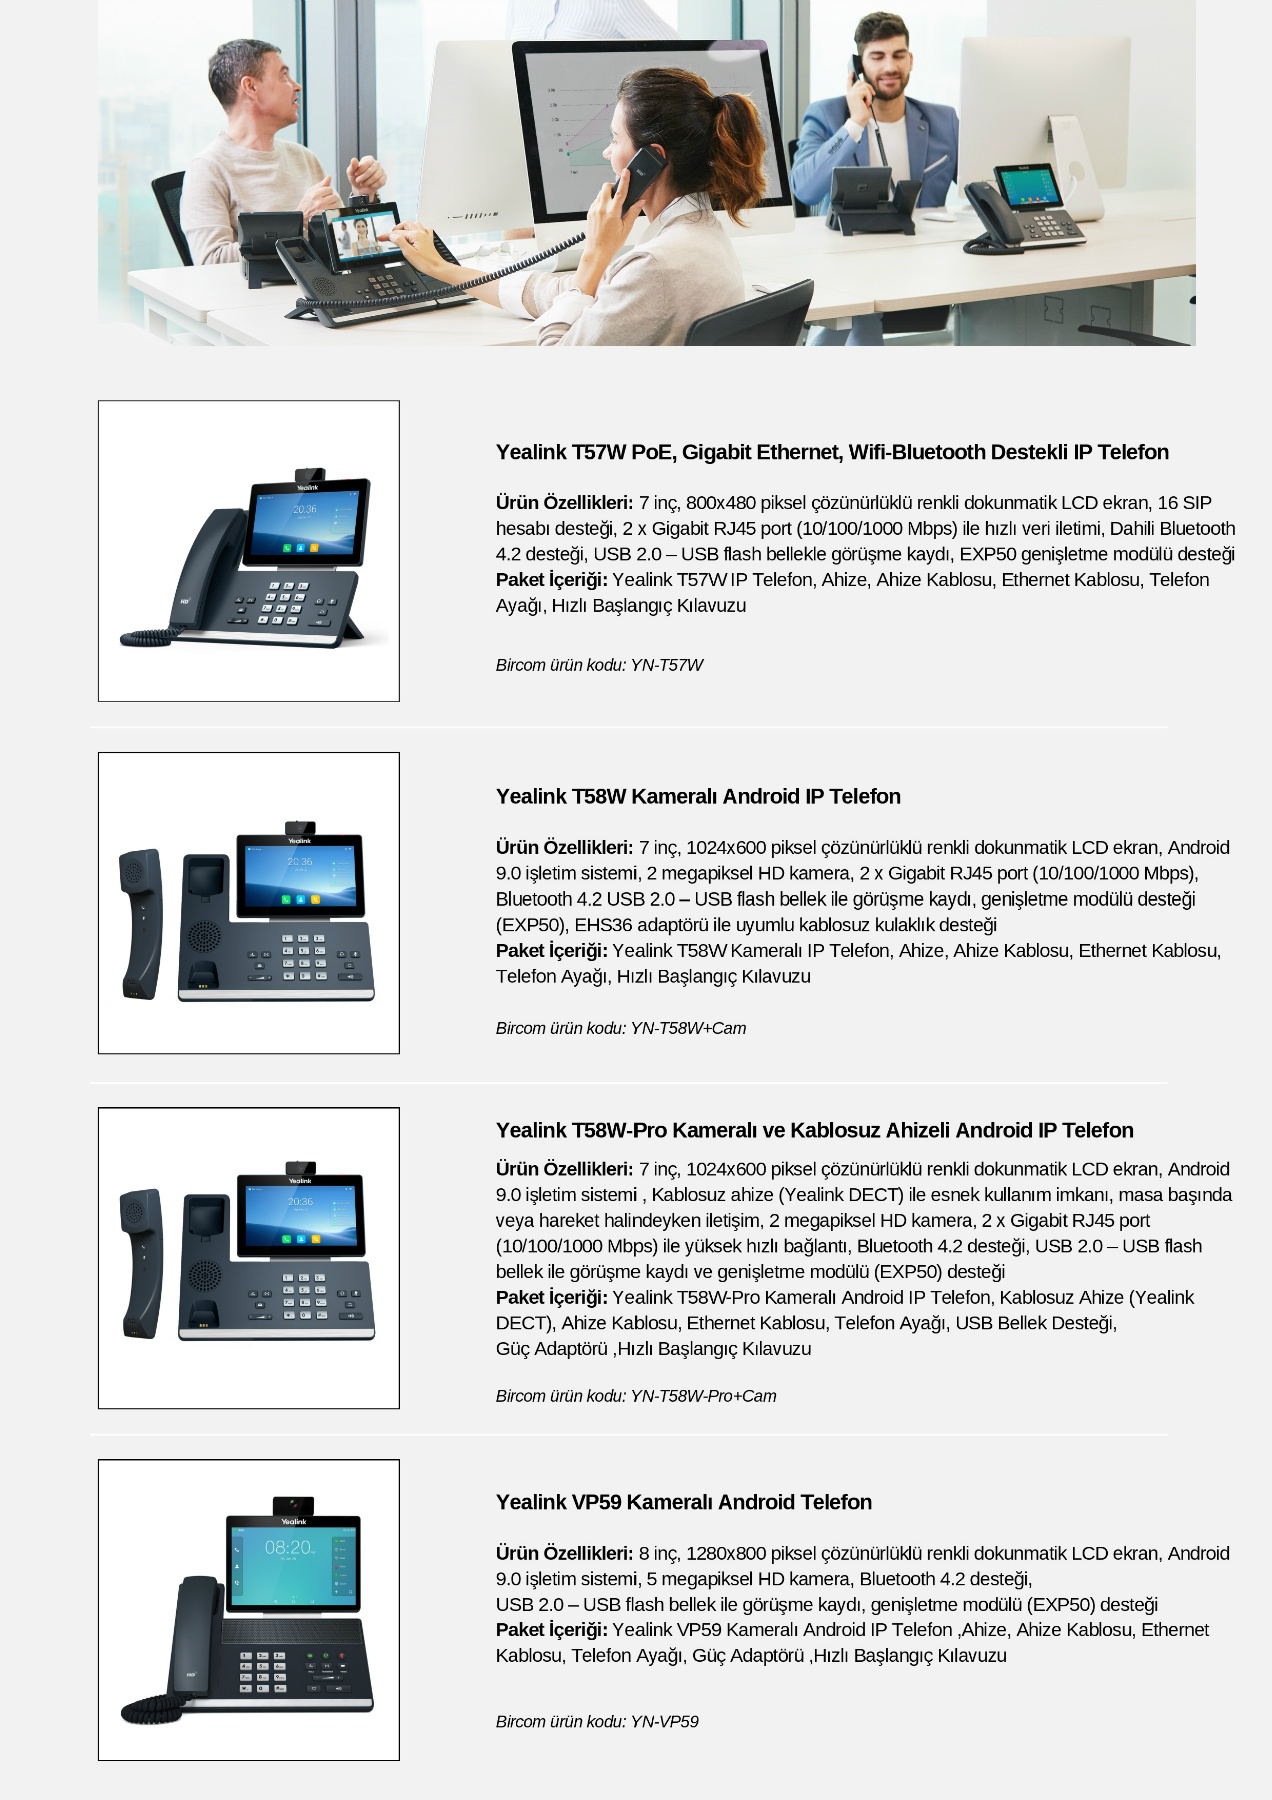 Yealink T57W PoE, Gigabit Ethernet, Wifi-Bluetooth Destekli IP Telefon
Ürün Özellikleri: 7 inç, 800x480 piksel çözünürlüklü renkli dokunmatik LCD ekran, 16 SIP
hesabı desteği, 2 x Gigabit RJ45 port (10/100/1000 Mbps) ile hızlı veri iletimi, Dahili Bluetooth
4.2 desteği, USB 2.0 – USB flash bellekle görüşme kaydı, EXP50 genişletme modülü desteği
Paket İçeriği: Yealink T57W IP Telefon, Ahize, Ahize Kablosu, Ethernet Kablosu, Telefon
Ayağı, Hızlı Başlangıç Kılavuzu
Bircom ürün kodu: YN-T57W
Yealink
20:36
HD
Yealink T58W Kameralı Android IP Telefon
Ürün Özellikleri: 7 inç, 1024x600 piksel çözünürlüklü renkli dokunmatik LCD ekran, Android
9.0 işletim sistemi, 2 megapiksel HD kamera, 2 x Gigabit RJ45 port (10/100/1000 Mbps),
Bluetooth 4.2 USB 2.0 – USB flash bellek ile görüşme kaydı, genişletme modülü desteği
(EXP50), EHS36 adaptörü ile uyumlu kablosuz kulaklık desteği
Paket İçeriği: Yealink T58W Kameralı IP Telefon, Ahize, Ahize Kablosu, Ethernet Kablosu,
Telefon Ayağı, Hızlı Başlangıç Kılavuzu
Bircom ürün kodu: YN-T58W+Cam
Yealink
20:36
Yealink T58W-Pro Kameralı ve Kablosuz Ahizeli Android IP Telefon
Ürün Özellikleri: 7 inç, 1024x600 piksel çözünürlüklü renkli dokunmatik LCD ekran, Android
9.0 işletim sistemi , Kablosuz ahize (Yealink DECT) ile esnek kullanım imkanı, masa başında
veya hareket halindeyken iletişim, 2 megapiksel HD kamera, 2 x Gigabit RJ45 port
(10/100/1000 Mbps) ile yüksek hızlı bağlantı, Bluetooth 4.2 desteği, USB 2.0 – USB flash
bellek ile görüşme kaydı ve genişletme modülü (EXP50) desteği
Paket İçeriği: Yealink T58W-Pro Kameralı Android IP Telefon, Kablosuz Ahize (Yealink
DECT), Ahize Kablosu, Ethernet Kablosu, Telefon Ayağı, USB Bellek Desteği,
Güç Adaptörü ,Hızlı Başlangıç Kılavuzu
Bircom ürün kodu: YN-T58W-Pro+Cam
Yealink
20:36
Yealink VP59 Kameralı Android Telefon
Ürün Özellikleri: 8 inç, 1280x800 piksel çözünürlüklü renkli dokunmatik LCD ekran, Android
9.0 işletim sistemi, 5 megapiksel HD kamera, Bluetooth 4.2 desteği,
USB 2.0 – USB flash bellek ile görüşme kaydı, genişletme modülü (EXP50) desteği
Paket İçeriği: Yealink VP59 Kameralı Android IP Telefon ,Ahize, Ahize Kablosu, Ethernet
Kablosu, Telefon Ayağı, Güç Adaptörü ,Hızlı Başlangıç Kılavuzu
Bircom ürün kodu: YN-VP59
Yealink
08:20
HD